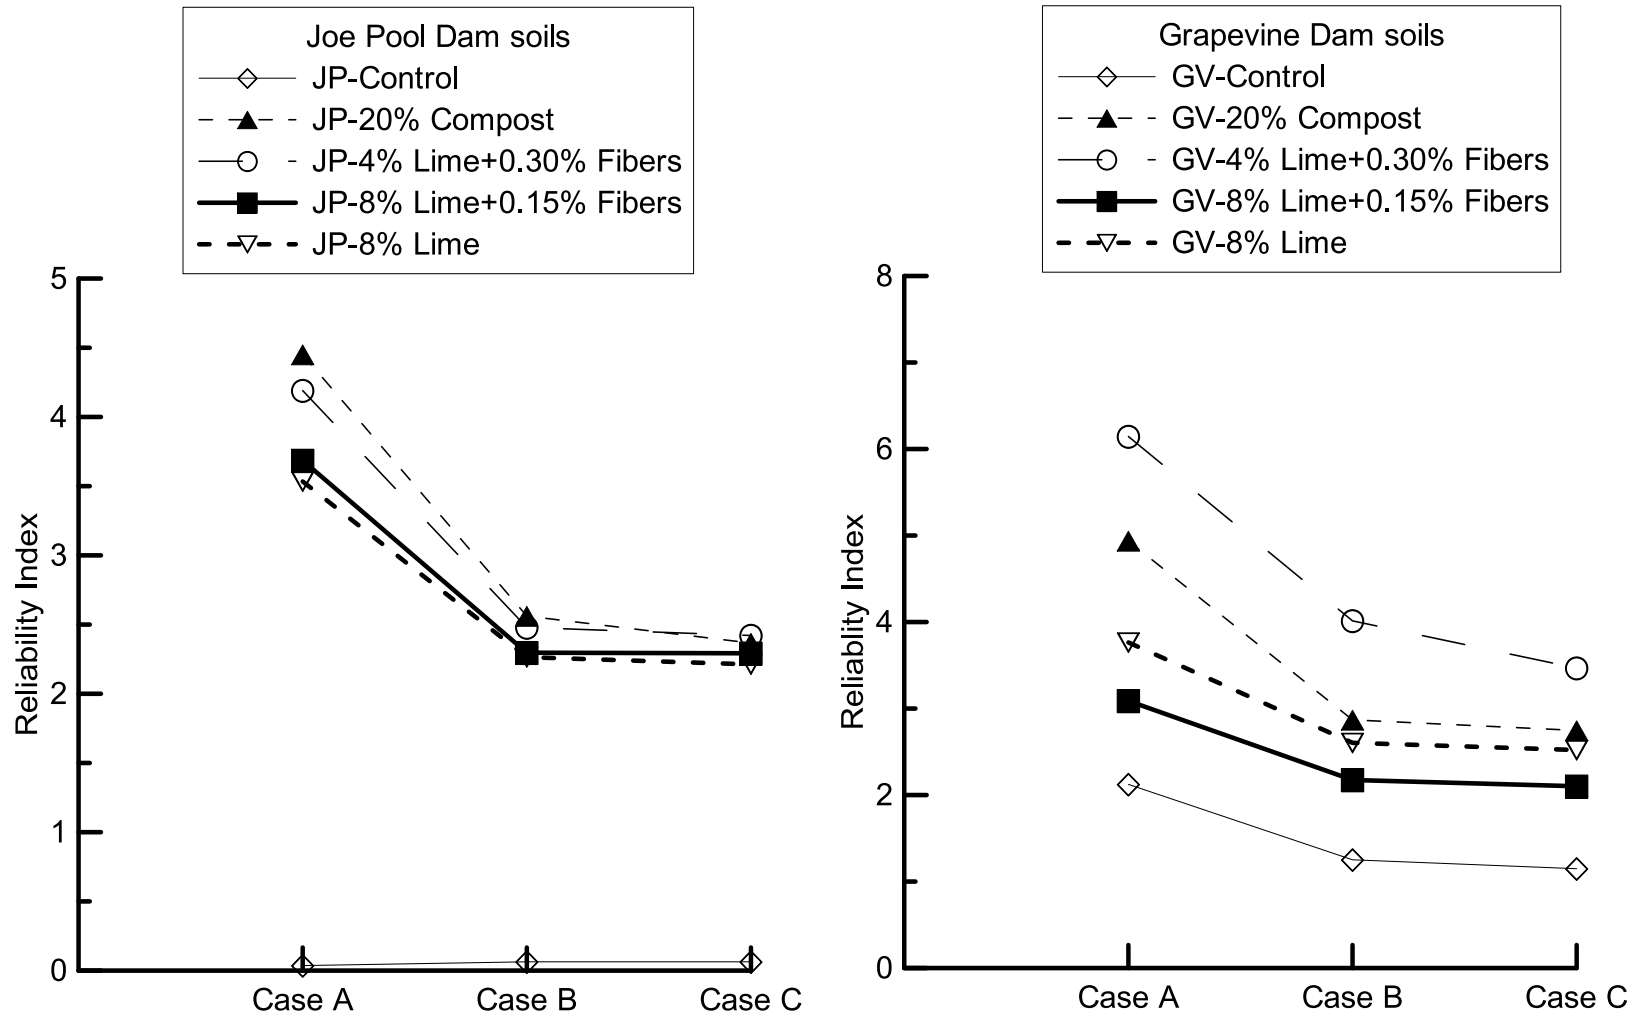 Joe Pool Dam soils
JP-Control
JP-20% Compost
JP-4% Lime+0.30% Fibers
JP-8% Lime+0.15% Fibers
JP-8% Lime
5
4
3
2
1
0
Reliability Index
Case A
Case B
Case C
Grapevine Dam soils
GV-Control
GV-20% Compost
GV-4% Lime+0.30% Fibers
GV-8% Lime+0.15% Fibers
GV-8% Lime
8
6
4
2
0
Reliablity Index
Case A
Case B
Case C